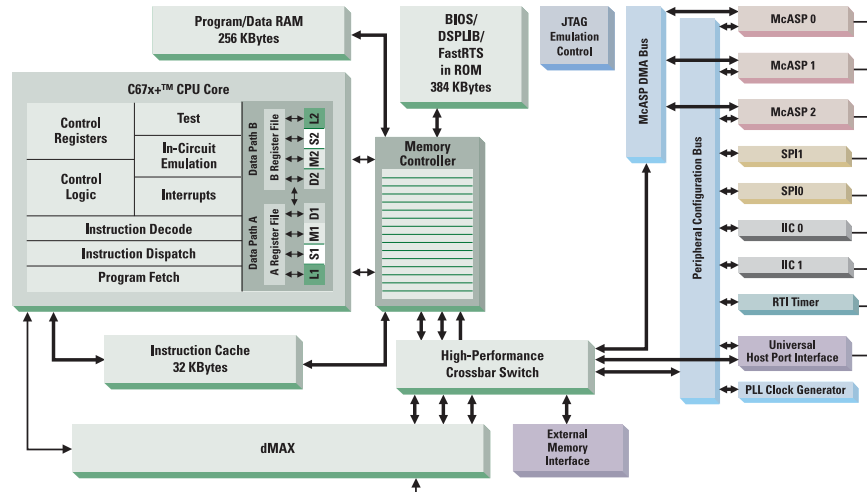 Program/Data RAM
256 KBytes
BIOS/
DSPLIB/
FastRTS
in ROM
384 KBytes
JTAG
Emulation
Control
McASP DMA Bus
Peripheral Configuration Bus
McASP 0
McASP 1
McASP 2
SPI1
SPI0
IIC 0
IIC 1
RTI Timer
Universal
Host Port Interface
PLL Clock Generator
C67x+™ CPU Core
Control
Registers
Test
In-Circuit
Emulation
Control
Logic
Interrupts
Instruction Decode
Instruction Dispatch
Program Fetch
Data Path B
B Register File
L2
S2
M2
D2
Data Path A
A Register File
D1
M1
S1
L1
Memory
Controller
Instruction Cache
32 KBytes
High-Performance
Crossbar Switch
dMAX
External
Memory
Interface